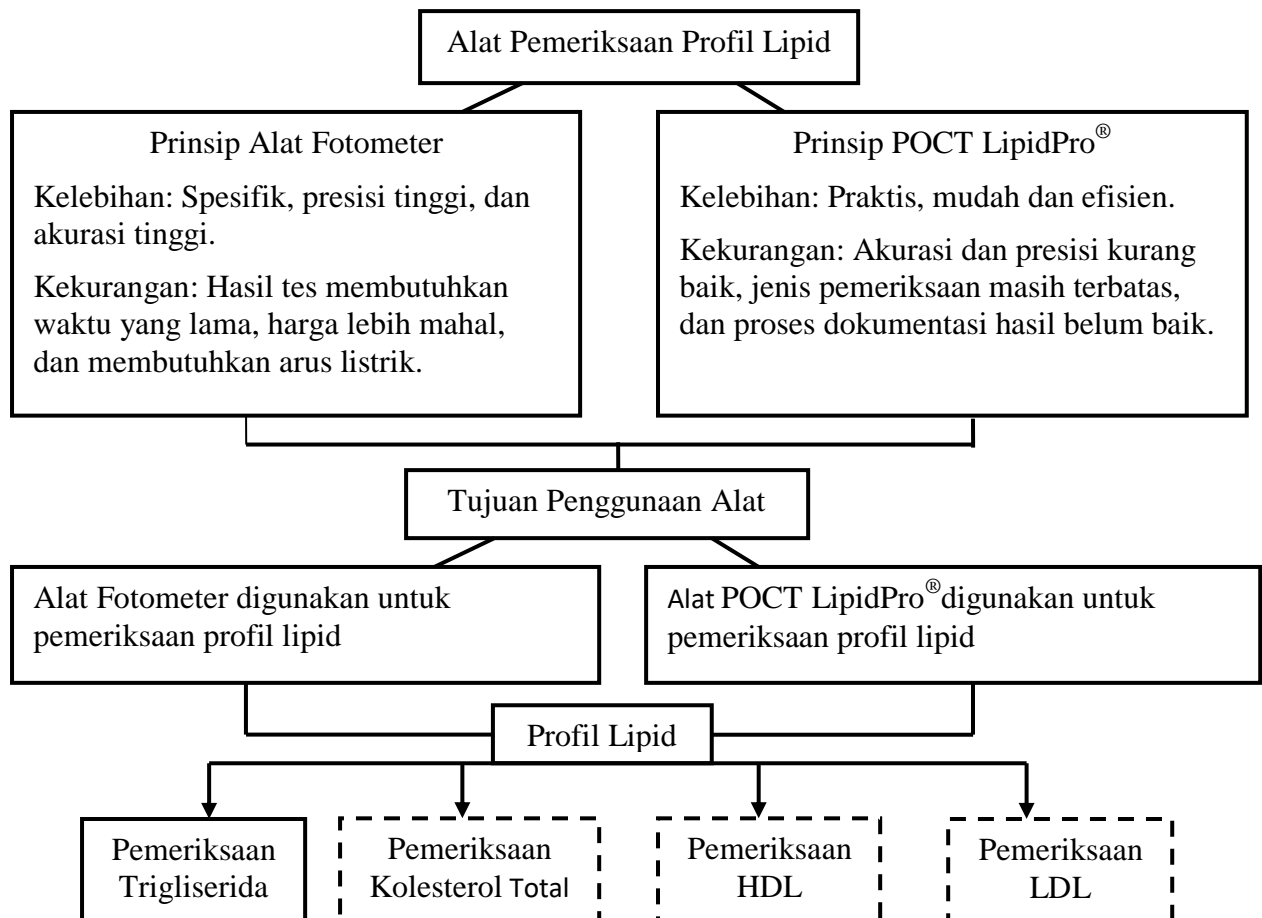 Alat Pemeriksaan Profil Lipid
Prinsip Alat Fotometer
Kelebihan: Spesifik, presisi tinggi, dan
akurasi tinggi.
Kekurangan: Hasil tes membutuhkan
waktu yang lama, harga lebih mahal,
dan membutuhkan arus listrik.
Prinsip POCT LipidPro®
Kelebihan: Praktis, mudah dan efisien.
Kekurangan: Akurasi dan presisi kurang
baik, jenis pemeriksaan masih terbatas,
dan proses dokumentasi hasil belum baik.
Tujuan Penggunaan Alat
Alat Fotometer digunakan untuk
pemeriksaan profil lipid
Alat POCT LipidPro®digunakan untuk
pemeriksaan profil lipid
Profil Lipid
Pemeriksaan
Trigliserida
Pemeriksaan
Kolesterol Total
Pemeriksaan
HDL
Pemeriksaan
LDL